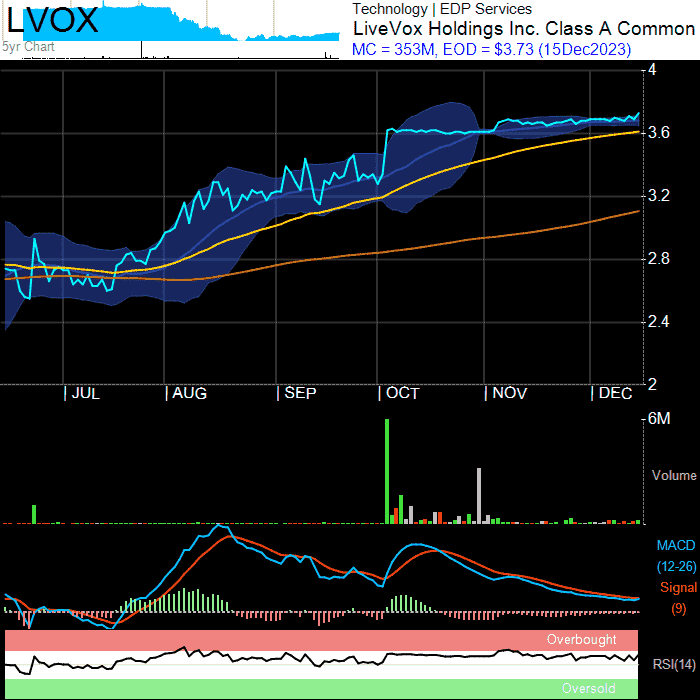 LVOX
5yr Chart
Technology | EDP Services
LiveVox Holdings Inc. Class A Common
MC = 353M, EOD = $3.73 (15Dec2023)
4
3.6
3.2
2.8
2.4
2
JUL AUG SEP OCT NOV DEC
6M
Volume
MACD
(12-26)
Signal
(9)
Overbought
RSI(14)
Oversold